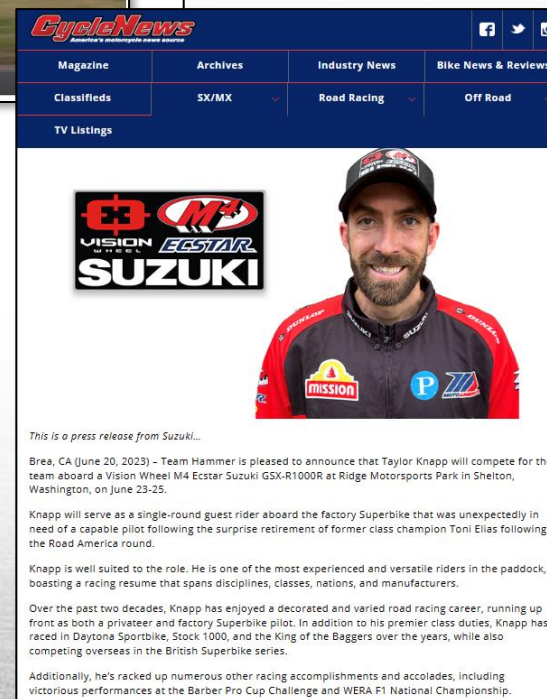 CycleNews
America's motorcycle news source
Magazine
Archives
Industry News
Bike News & Reviews
Classifieds
SX/MX
Road Racing
Off Road
TV Listings
VISION
WHEEL
M4
ECSTAR
SUZUKI
SUZUKI
DUNLOP
SUZUKI
DUNLOP
mission
P
MOTOAMERICA
This is a press release from Suzuki…
Brea, CA (June 20, 2023) – Team Hammer is pleased to announce that Taylor Knapp will compete for the
team aboard a Vision Wheel M4 Ecstar Suzuki GSX-R1000R at Ridge Motorsports Park in Shelton,
Washington, on June 23-25.
Knapp will serve as a single-round guest rider aboard the factory Superbike that was unexpectedly in
need of a capable pilot following the surprise retirement of former class champion Toni Elias following
the Road America round.
Knapp is well suited to the role. He is one of the most experienced and versatile riders in the paddock,
boasting a racing resume that spans disciplines, classes, nations, and manufacturers.
Over the past two decades, Knapp has enjoyed a decorated and varied road racing career, running up
front as both a privateer and factory Superbike pilot. In addition to his premier class duties, Knapp has
raced in Daytona Sportbike, Stock 1000, and the King of the Baggers over the years, while also
competing overseas in the British Superbike series.
Additionally, he's racked up numerous other racing accomplishments and accolades, including
victorious performances at the Barber Pro Cup Challenge and WERA F1 National Championship.